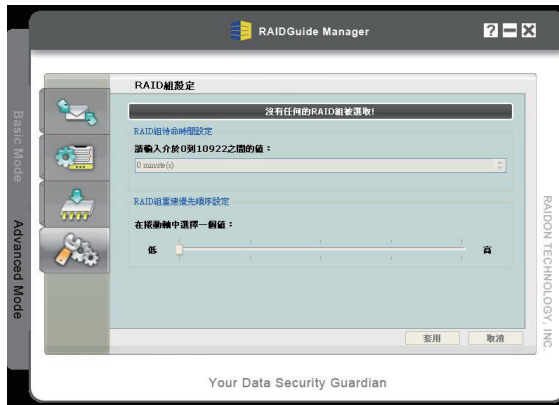 RAIDGuide Manager
Basic Mode
Advanced Mode
RAID組設定
沒有任何的RAID組被選取!
RAID組待命時間設定
請輸入介於0到10922之間的值：
0 minute(s)
RAID組重建優先順序設定
在捲動軸中選擇一個值：
低
高
套用
取消
RAIDON TECHNOLOGY, INC.
Your Data Security Guardian